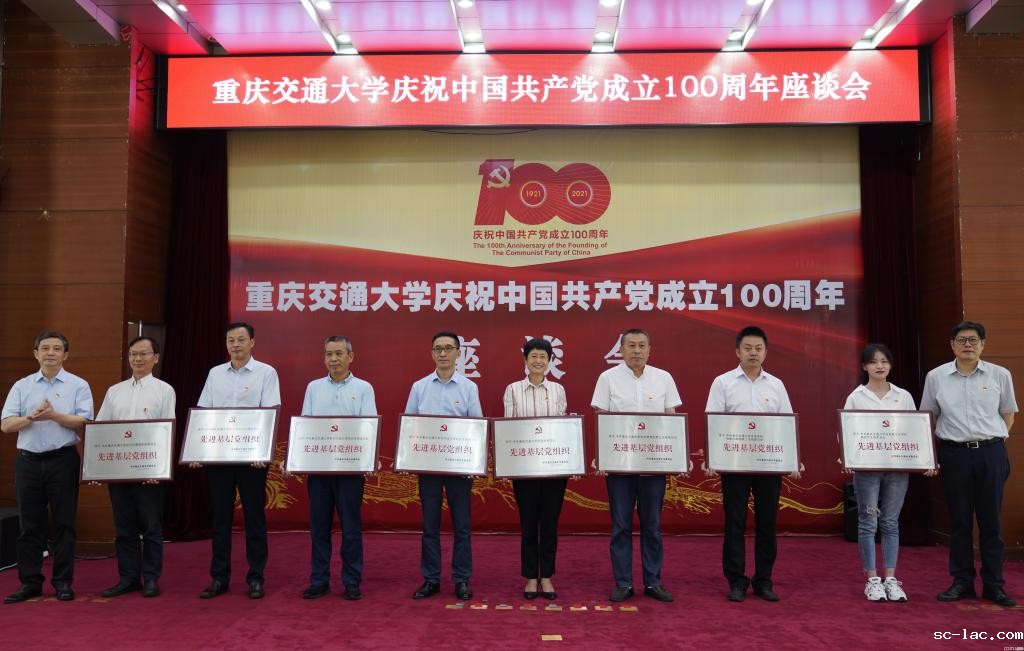 重庆交通大学庆祝中国共产党成立100周年座谈会
100
1921
2021
庆祝中国共产党成立100周年
The 100th Anniversary of the Founding of
The Communist Party of China
重庆交通大学庆祝中国共产党成立100周年
座谈会
先进基层党组织
先进基层党组织
先进基层党组织
先进基层党组织
先进基层党组织
先进基层党组织
先进基层党组织
先进基层党组织
sc-lac.com